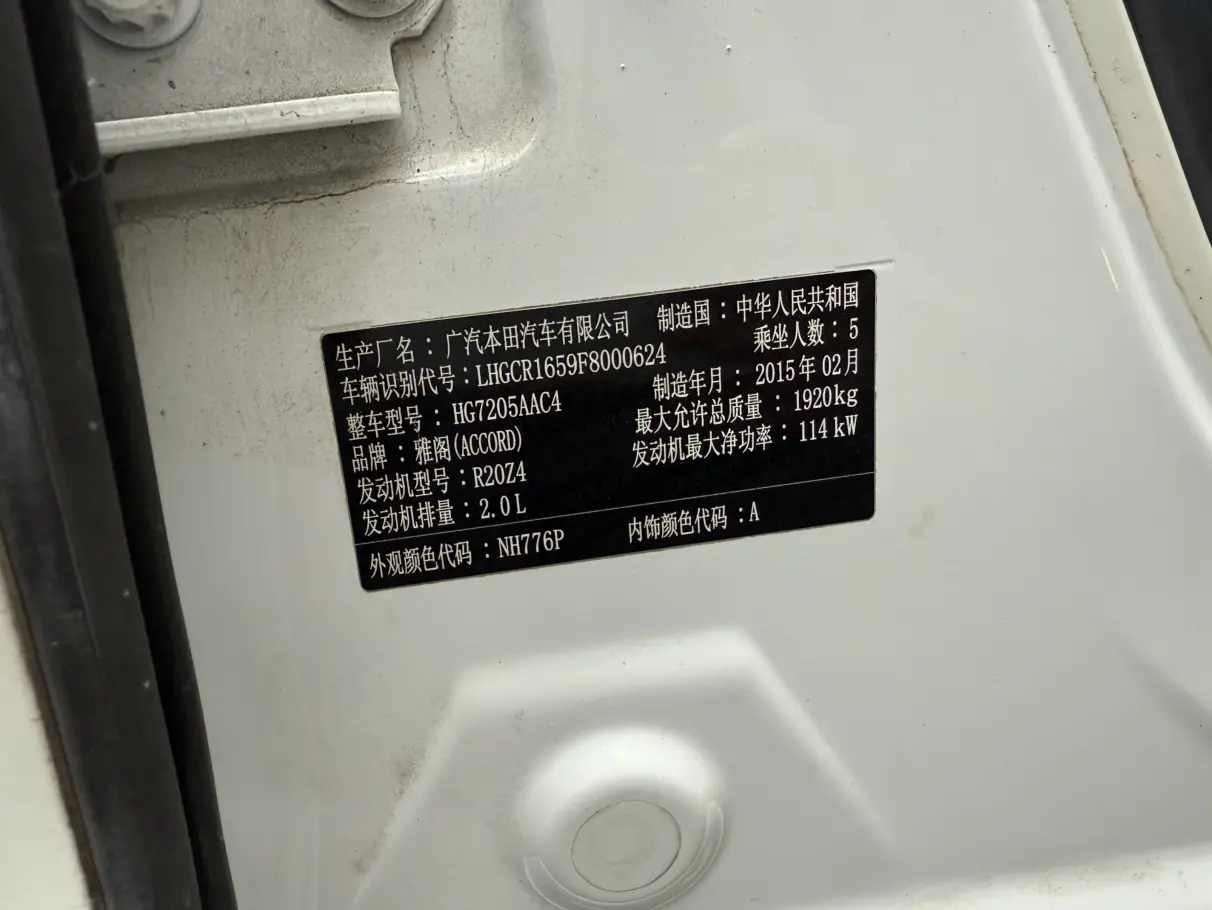 生产厂名：广汽本田汽车有限公司 制造国：中华人民共和国
车辆识别代号：LHGCR1659F8000624 乘坐人数：5
整车型号：HG7205AAC4 制造年月：2015年02月
品牌：雅阁(ACCORD) 最大允许总质量：1920kg
发动机型号：R20Z4 发动机最大净功率：114kW
发动机排量：2.0L
外观颜色代码：NH776P 内饰颜色代码：A